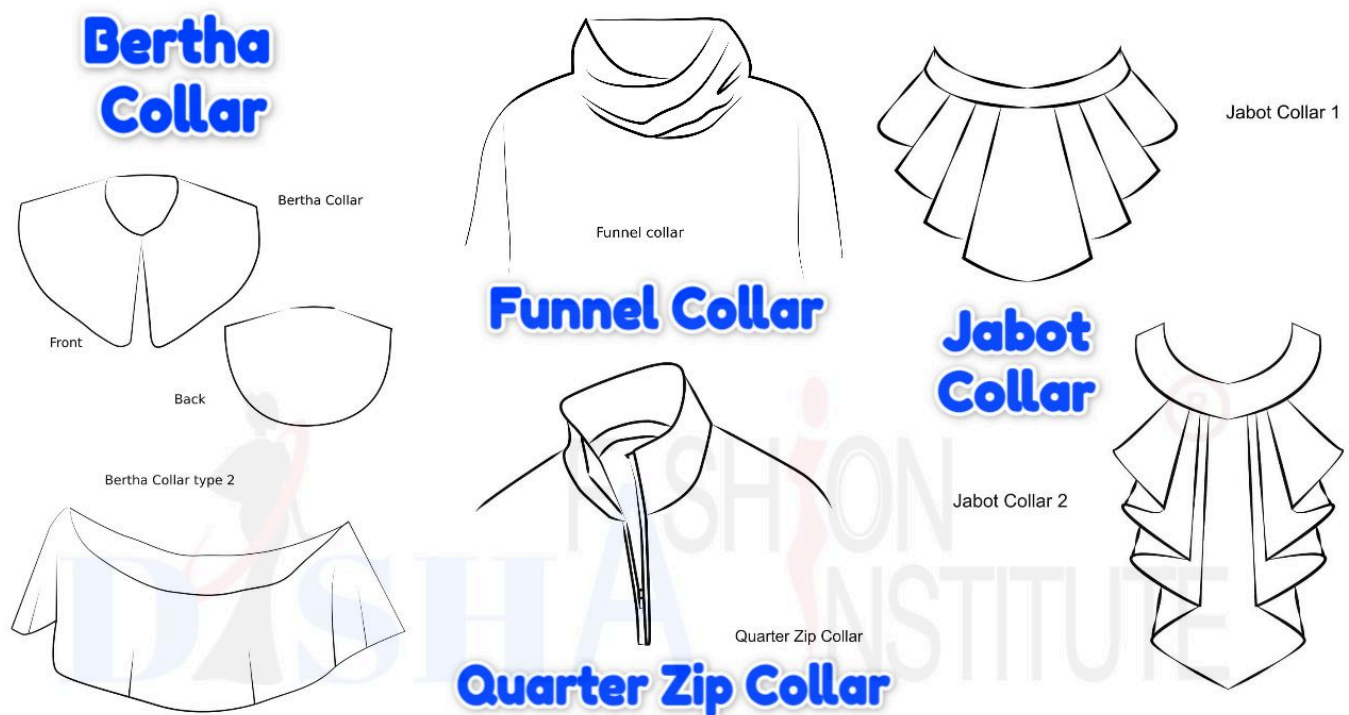 Bertha
Collar
Bertha Collar
Front
Back
Bertha Collar type 2
Funnel collar
Funnel Collar
Quarter Zip Collar
Quarter Zip Collar
Jabot Collar 1
Jabot
Collar
Jabot Collar 2
DISHA
FASHION
INSTITUTE
®